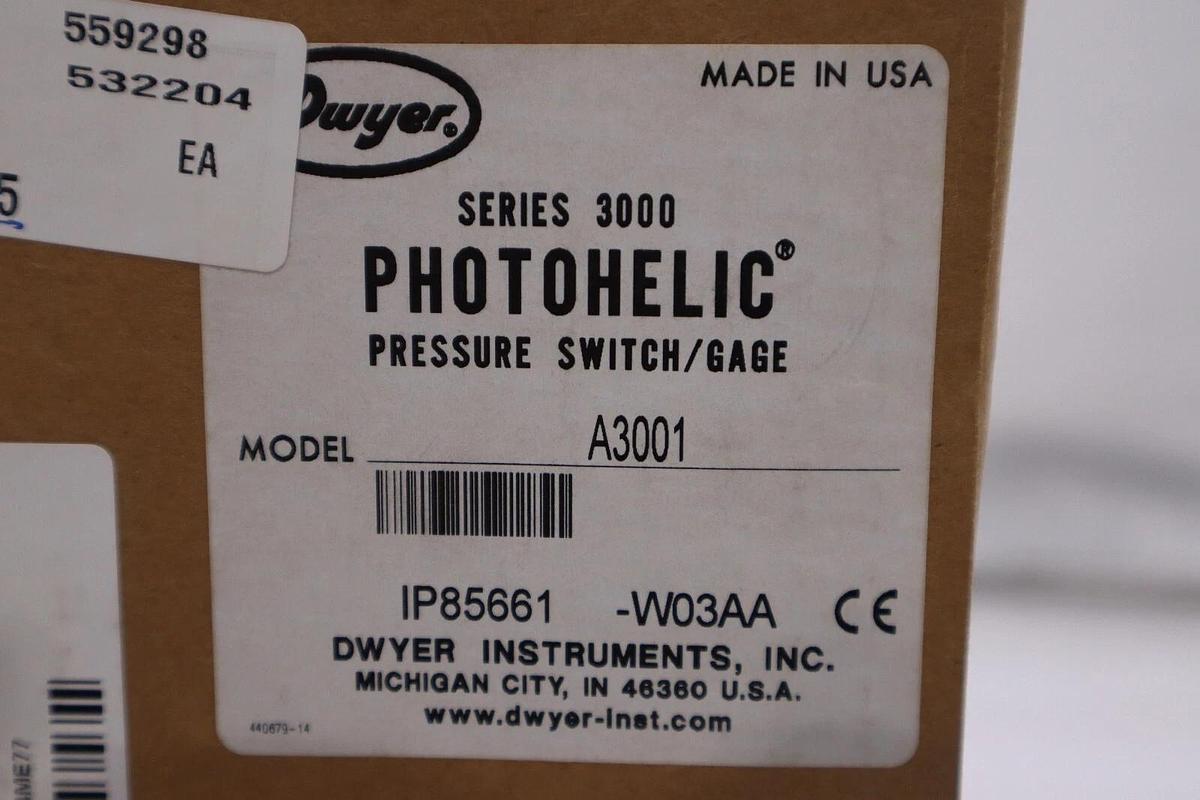 559298
532204
EA
5
Dwyer®
MADE IN USA
SERIES 3000
PHOTOHELIC®
PRESSURE SWITCH/GAGE
MODEL A3001
IP85661 -W03AA CE
DWYER INSTRUMENTS, INC.
MICHIGAN CITY, IN 46360 U.S.A.
www.dwyer-inst.com
440679-14